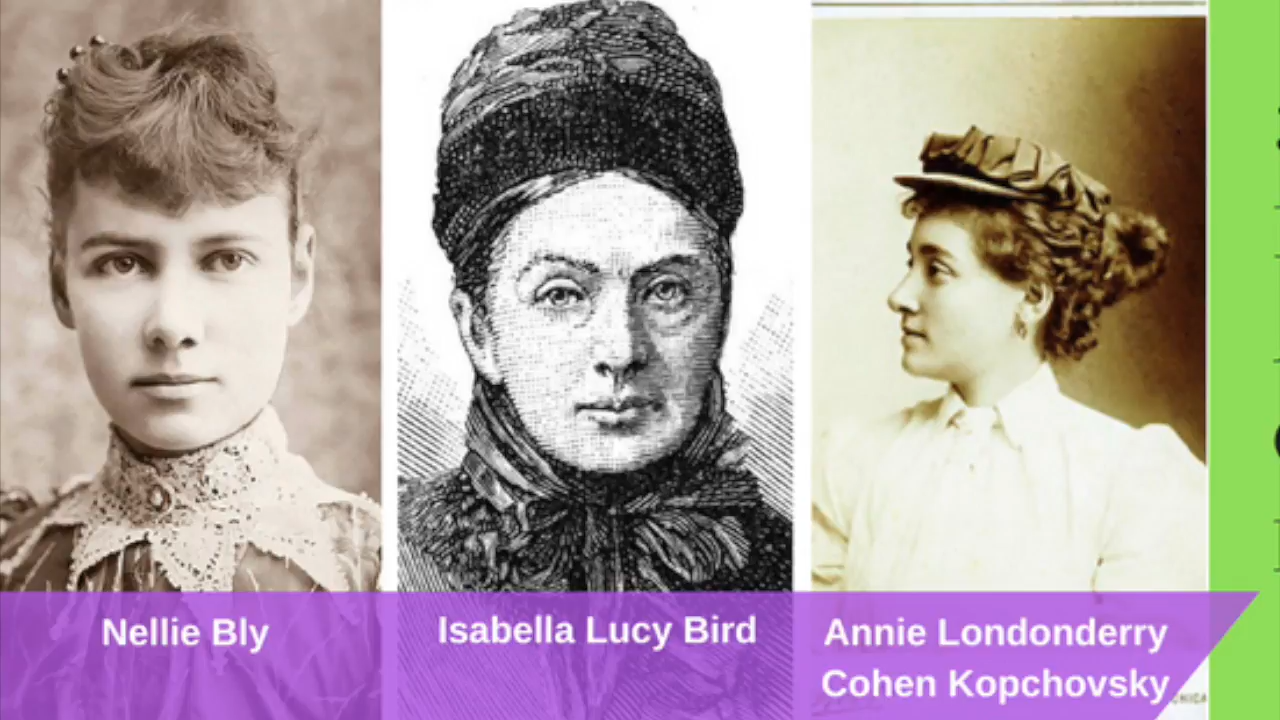 Nellie Bly
Isabella Lucy Bird
Annie Londonderry
Cohen Kopchovsky